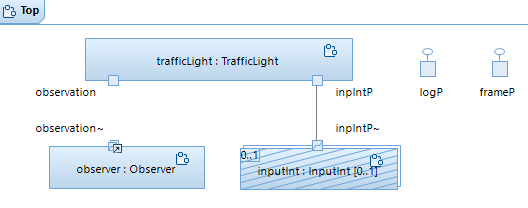 Top
trafficLight : TrafficLight
observation
inpIntP
logP
frameP
observation~
inpIntP~
0..1
observer : Observer
inputInt : InputInt [0..1]